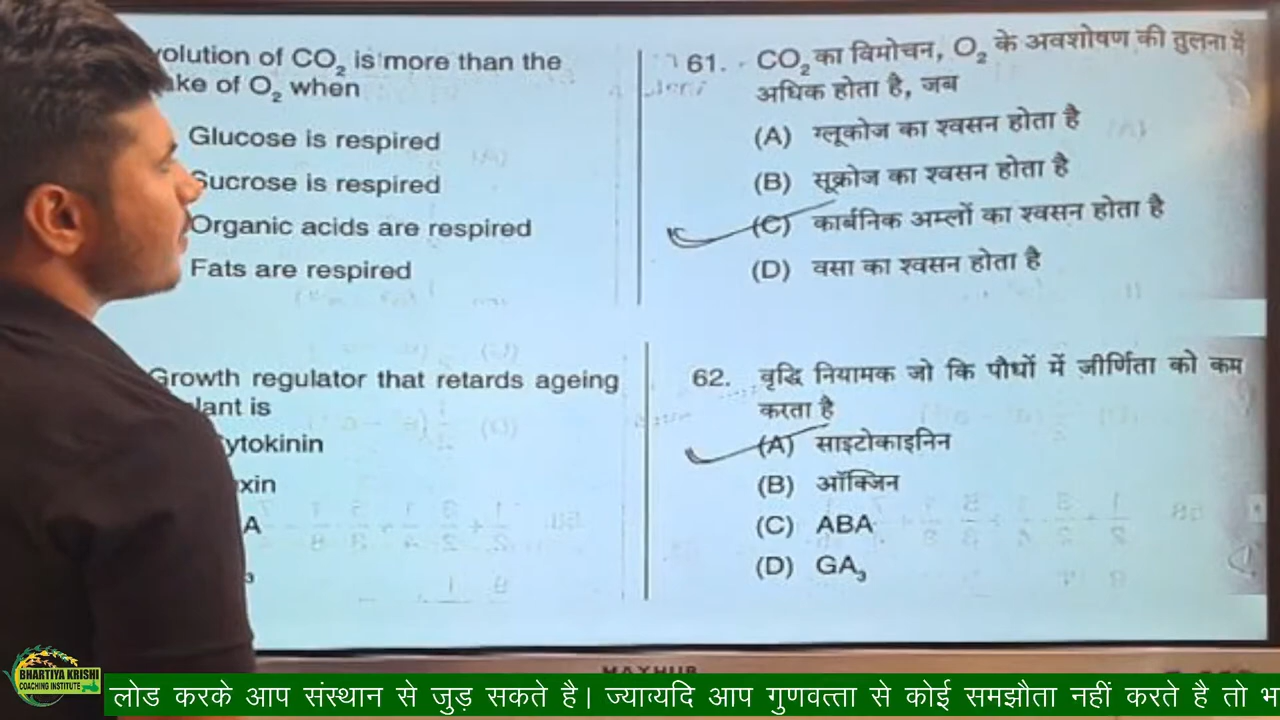 volution of CO₂ is more than the
ake of O₂ when
Glucose is respired
Sucrose is respired
Organic acids are respired
Fats are respired
Growth regulator that retards ageing
lant is
ytokinin
xin
A
3
61. CO₂ का विमोचन, O₂ के अवशोषण की तुलना में
अधिक होता है, जब
(A) ग्लूकोज का श्वसन होता है
(B) सूक्रोज का श्वसन होता है
(C) कार्बनिक अम्लों का श्वसन होता है
(D) वसा का श्वसन होता है
62. वृद्धि नियामक जो कि पौधों में ज़ीर्णिता को कम
करता है
(A) साइटोकाइनिन
(B) ऑक्जिन
(C) ABA
(D) GA₃
BHARTIYA KRISHI
COACHING INSTITUTE
लोड करके आप संस्थान से जुड़ सकते है। ज्याय्यदि आप गुणवत्ता से कोई समझौता नहीं करते है तो भ